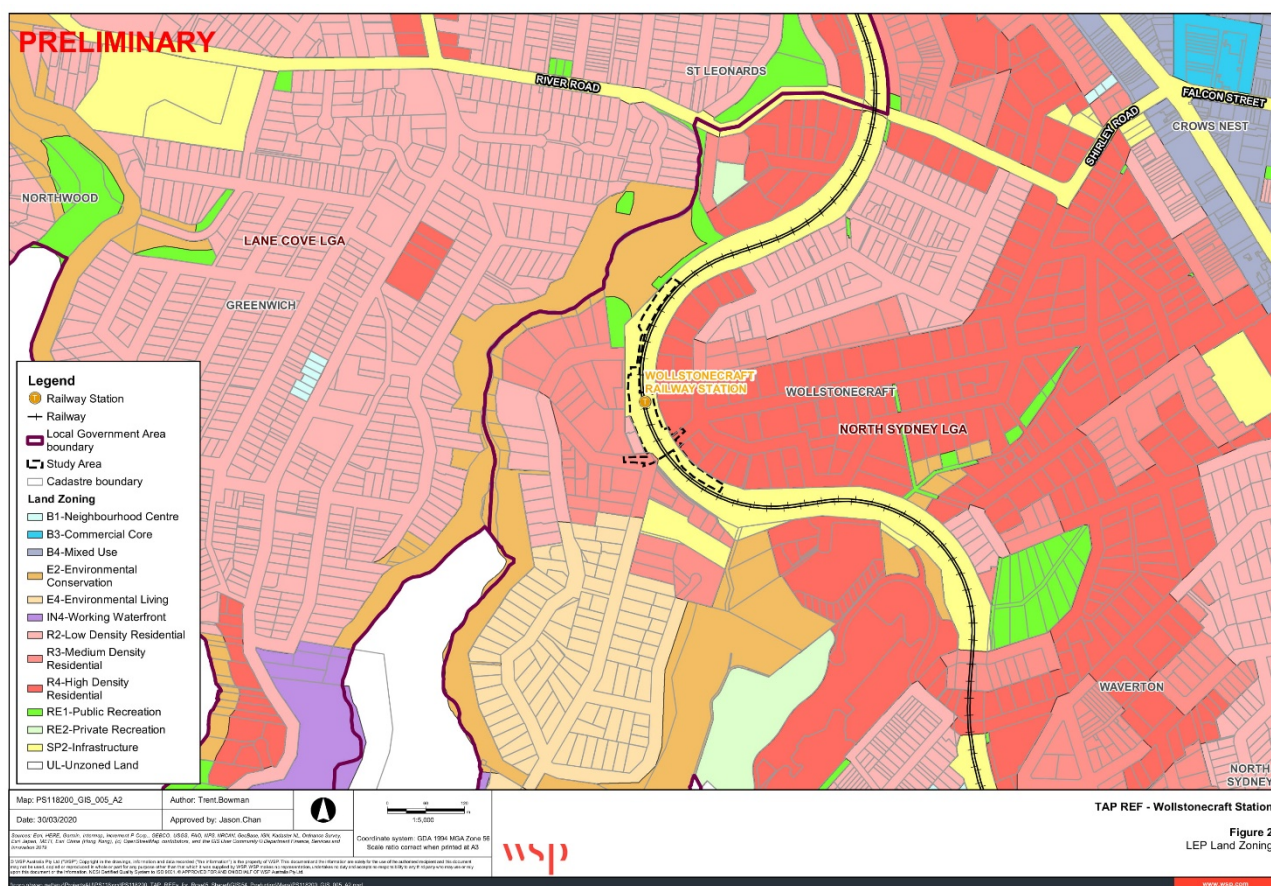 PRELIMINARY
RIVER ROAD
ST LEONARDS
FALCON STREET
SHIRLEY ROAD
CROWS NEST
NORTHWOOD
LANE COVE LGA
GREENWICH
WOLLSTONECRAFT
RAILWAY STATION
WOLLSTONECRAFT
NORTH SYDNEY LGA
WAVERTON
NORTH
SYDNEY
Legend
Railway Station
Railway
Local Government Area
boundary
Study Area
Cadastre boundary
Land Zoning
B1-Neighbourhood Centre
B3-Commercial Core
B4-Mixed Use
E2-Environmental
Conservation
E4-Environmental Living
IN4-Working Waterfront
R2-Low Density Residential
R3-Medium Density
Residential
R4-High Density
Residential
RE1-Public Recreation
RE2-Private Recreation
SP2-Infrastructure
UL-Unzoned Land
Map: PS118200_GIS_005_A2
Author: Trent.Bowman
Date: 30/03/2020
Approved by: Jason.Chan
1:5,000
Coordinate system: GDA 1994 MGA Zone 56
Scale ratio correct when printed at A3
wsp
TAP REF - Wollstonecraft Station
Figure 2
LEP Land Zoning
www.wsp.com